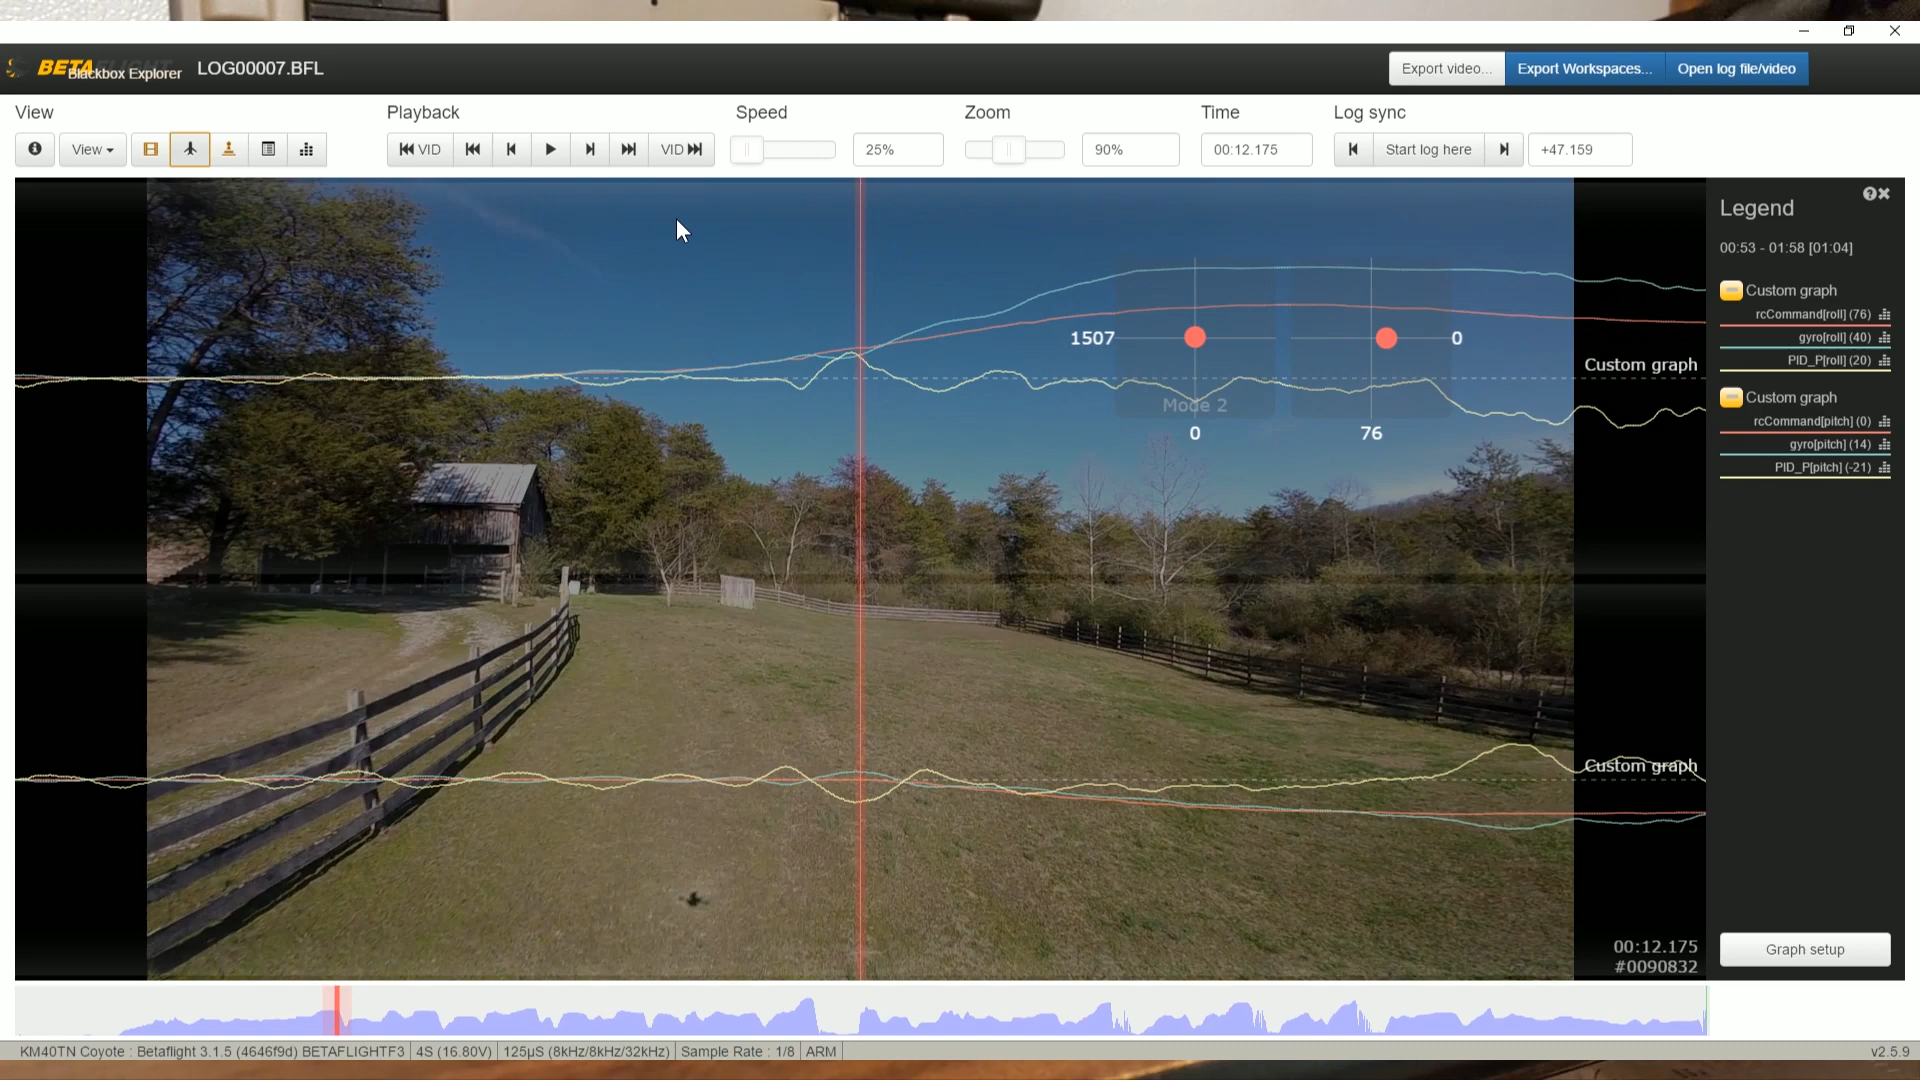 BETAFLIGHT
Blackbox Explorer
LOG00007.BFL
Export video...
Export Workspaces...
Open log file/video
View
Playback
Speed
Zoom
Time
Log sync
View
VID
VID
25%
90%
00:12.175
Start log here
+47.159
Legend
00:53 - 01:58 [01:04]
Custom graph
rcCommand[roll] (76)
gyro[roll] (40)
PID_P[roll] (20)
Custom graph
rcCommand[pitch] (0)
gyro[pitch] (14)
PID_P[pitch] (-21)
Graph setup
1507
0
Mode 2
0
76
Custom graph
Custom graph
00:12.175
#0090832
KM40TN Coyote : Betaflight 3.1.5 (4646f9d) BETAFLIGHTF3
4S (16.80V)
125µS (8kHz/8kHz/32kHz)
Sample Rate : 1/8
ARM
v2.5.9